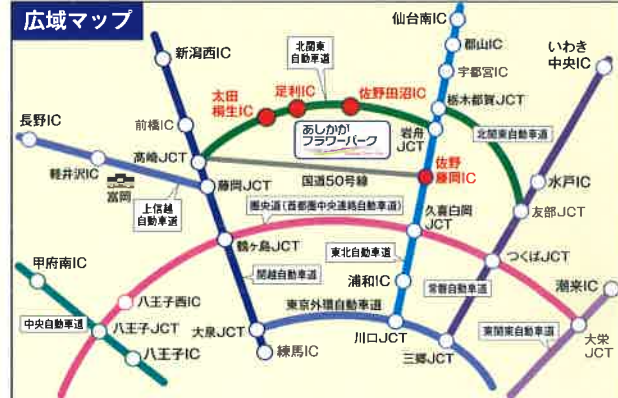 広域マップ
仙台南IC
郡山IC
宇都宮IC
栃木都賀JCT
新潟西IC
北関東
自動車道
いわき
中央IC
太田
桐生IC
足利IC
佐野田沼IC
あしかが
フラワーパーク
岩舟
JCT
北関東自動車道
長野IC
前橋IC
高崎JCT
軽井沢IC
富岡
上信越
自動車道
藤岡JCT
国道50号線
佐野
藤岡IC
水戸IC
友部JCT
圏央道(首都圏中央連絡自動車道)
久喜白岡
JCT
鶴ヶ島JCT
東北自動車道
つくばJCT
甲府南IC
関越自動車道
浦和IC
常磐自動車道
潮来IC
八王子西IC
東京外環自動車道
中央自動車道
八王子JCT
大泉JCT
川口JCT
東関東自動車道
大栄
JCT
八王子IC
練馬IC
三郷JCT